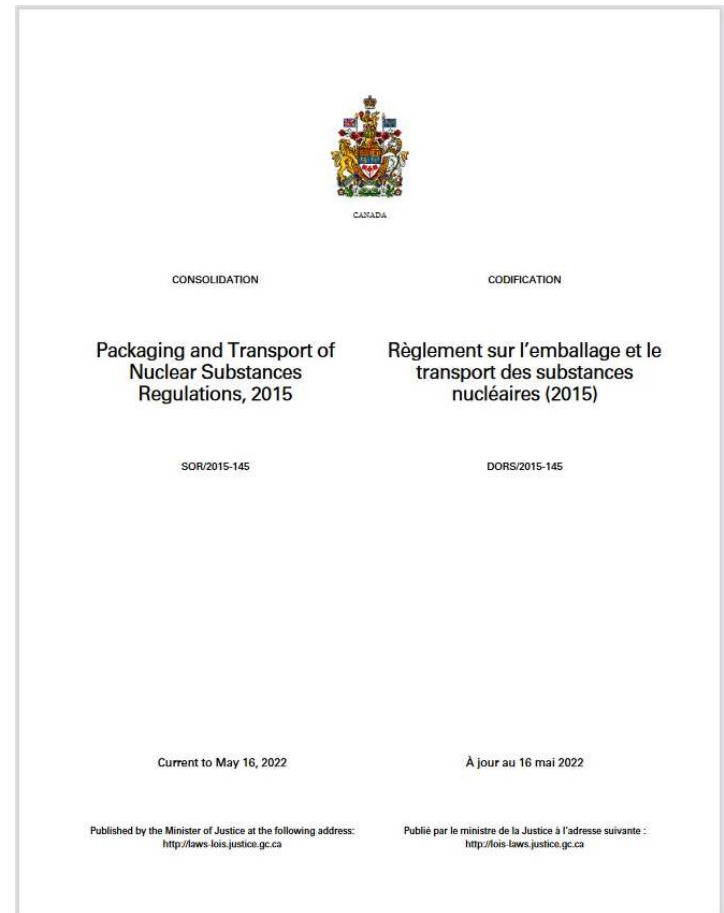 CANADA
CONSOLIDATION
CODIFICATION
Packaging and Transport of
Nuclear Substances
Regulations, 2015
Règlement sur l'emballage et le
transport des substances
nucléaires (2015)
SOR/2015-145
DORS/2015-145
Current to May 16, 2022
À jour au 16 mai 2022
Published by the Minister of Justice at the following address:
http://laws-lois.justice.gc.ca
Publié par le ministre de la Justice à l'adresse suivante :
http://lois-laws.justice.gc.ca